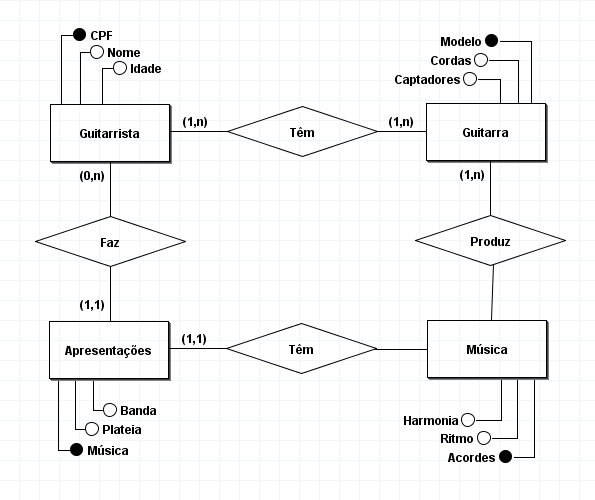 CPF
Nome
Idade
Modelo
Cordas
Captadores
Guitarrista
(1,n)
Têm
(1,n)
Guitarra
(0,n)
(1,n)
Faz
Produz
(1,1)
Apresentações
(1,1)
Têm
Música
Banda
Plateia
Música
Harmonia
Ritmo
Acordes